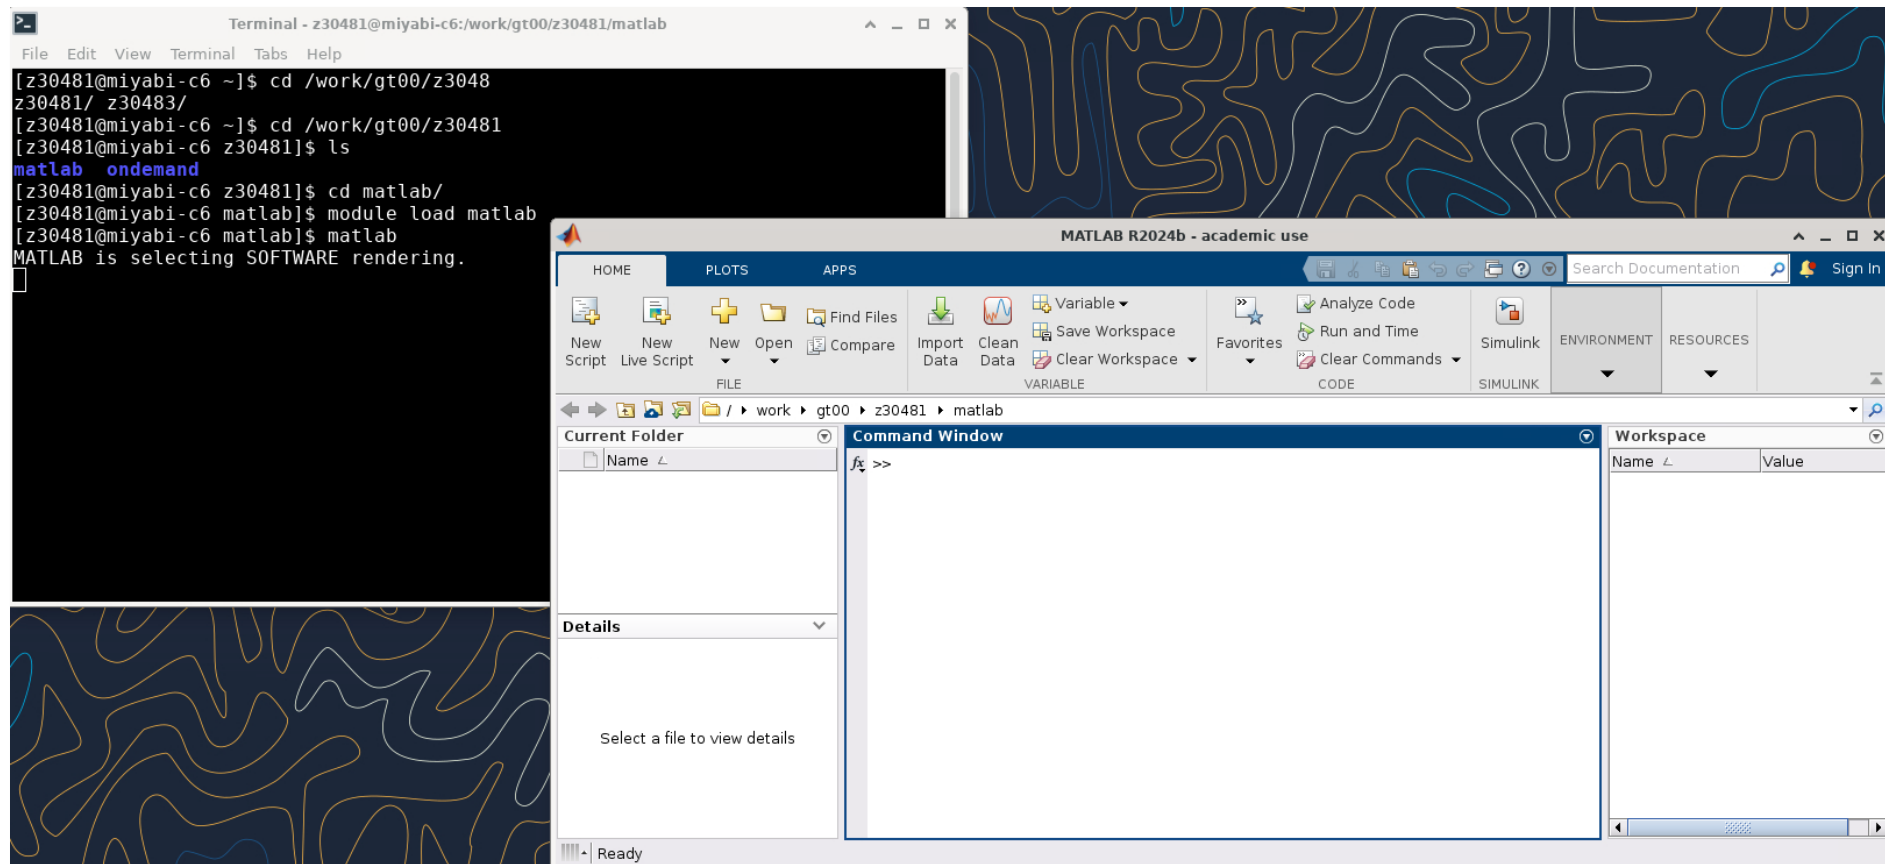 Terminal - z30481@miyabi-c6:/work/gt00/z30481/matlab
File Edit View Terminal Tabs Help
[z30481@miyabi-c6 ~]$ cd /work/gt00/z3048
z30481/ z30483/
[z30481@miyabi-c6 ~]$ cd /work/gt00/z30481
[z30481@miyabi-c6 z30481]$ ls
matlab  ondemand
[z30481@miyabi-c6 z30481]$ cd matlab/
[z30481@miyabi-c6 matlab]$ module load matlab
[z30481@miyabi-c6 matlab]$ matlab
MATLAB is selecting SOFTWARE rendering.
MATLAB R2024b - academic use
HOME PLOTS APPS
Search Documentation
Sign In
New Script
New Live Script
New
Open
Find Files
Compare
FILE
Import Data
Clean Data
Variable
Save Workspace
Clear Workspace
VARIABLE
Favorites
Analyze Code
Run and Time
Clear Commands
CODE
Simulink
SIMULINK
ENVIRONMENT
RESOURCES
/ work gt00 z30481 matlab
Current Folder
Name
Command Window
fx >>
Workspace
Name Value
Details
Select a file to view details
Ready